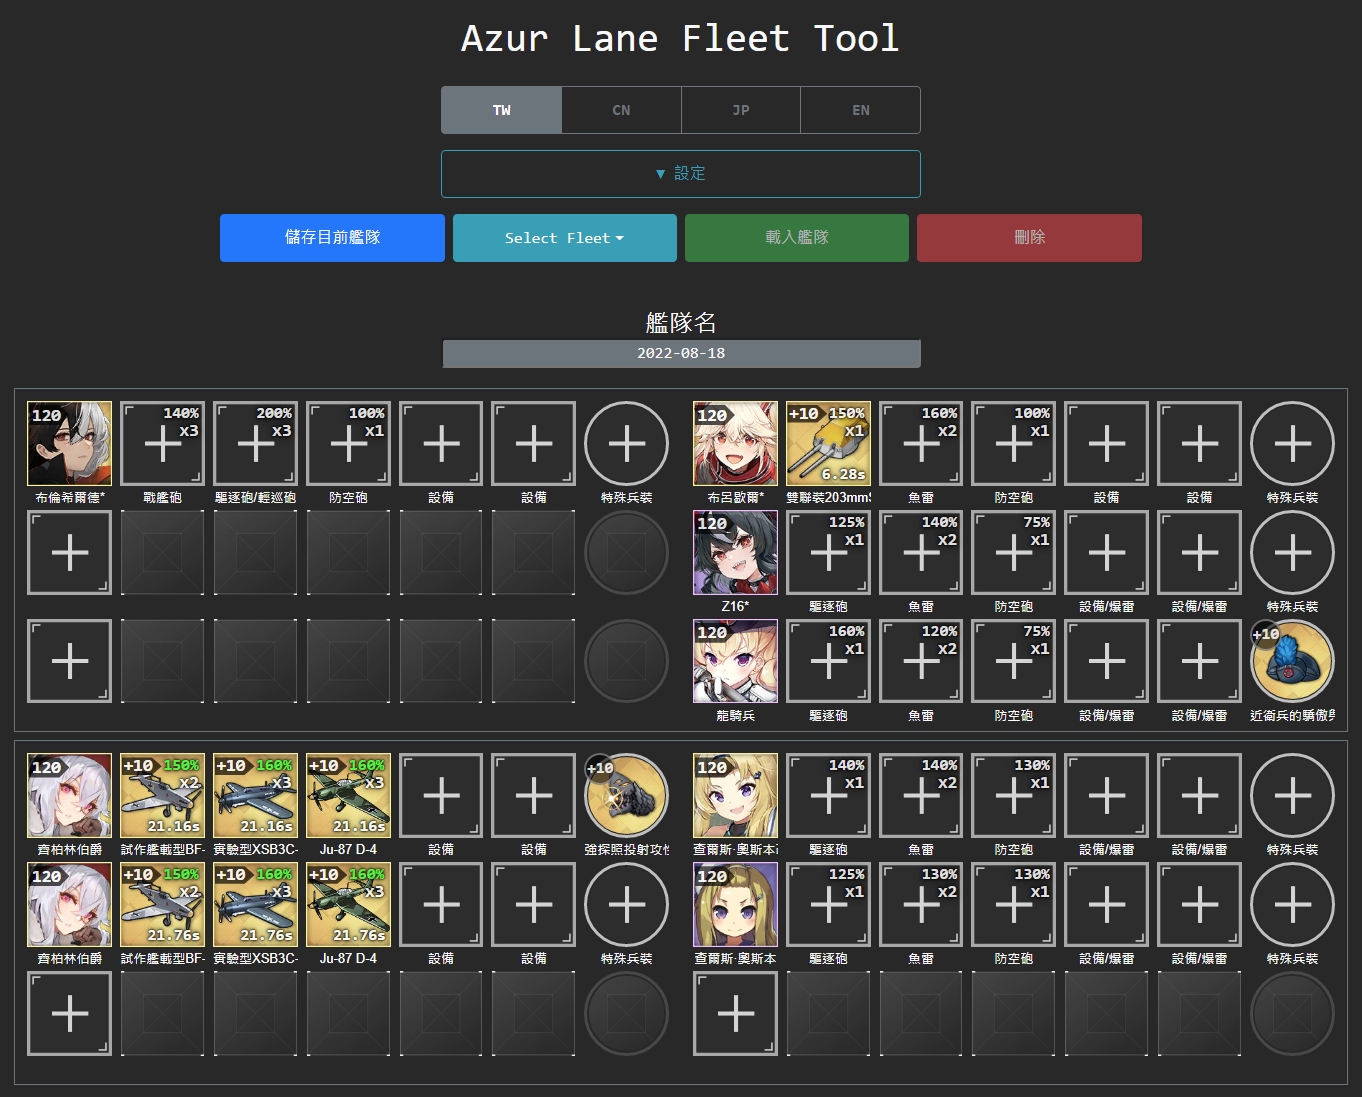 Azur Lane Fleet Tool
TW CN JP EN
▼ 設定
儲存目前艦隊 Select Fleet 載入艦隊 刪除
艦隊名
2022-08-18
120 140% x3 200% x3 100% x1
布倫希爾德* 戰艦砲 驅逐砲/輕巡砲 防空砲 設備 設備 特殊兵裝
120 +10 150% x1 6.28s 160% x2 100% x1
布呂歇爾* 雙聯裝203mmS 魚雷 防空砲 設備 設備 特殊兵裝
120 125% x1 140% x2 75% x1
Z16* 驅逐砲 魚雷 防空砲 設備/爆雷 設備/爆雷 特殊兵裝
120 160% x1 120% x2 75% x1 +10
龍騎兵 驅逐砲 魚雷 防空砲 設備/爆雷 設備/爆雷 近衛兵的驕傲
120 +10 150% x2 21.16s +10 160% x3 21.16s +10 160% x3 21.16s +10
齊柏林伯爵 試作艦載型BF- 實驗型XSB3C- Ju-87 D-4 設備 設備 強探照投射攻
120 140% x1 140% x2 130% x1
查爾斯·奧斯本 驅逐砲 魚雷 防空砲 設備/爆雷 設備/爆雷 特殊兵裝
120 +10 150% x2 21.76s +10 160% x3 21.76s +10 160% x3 21.76s
齊柏林伯爵 試作艦載型BF- 實驗型XSB3C- Ju-87 D-4 設備 設備 特殊兵裝
120 125% x1 130% x2 130% x1
查爾斯·奧斯本 驅逐砲 魚雷 防空砲 設備/爆雷 設備/爆雷 特殊兵裝